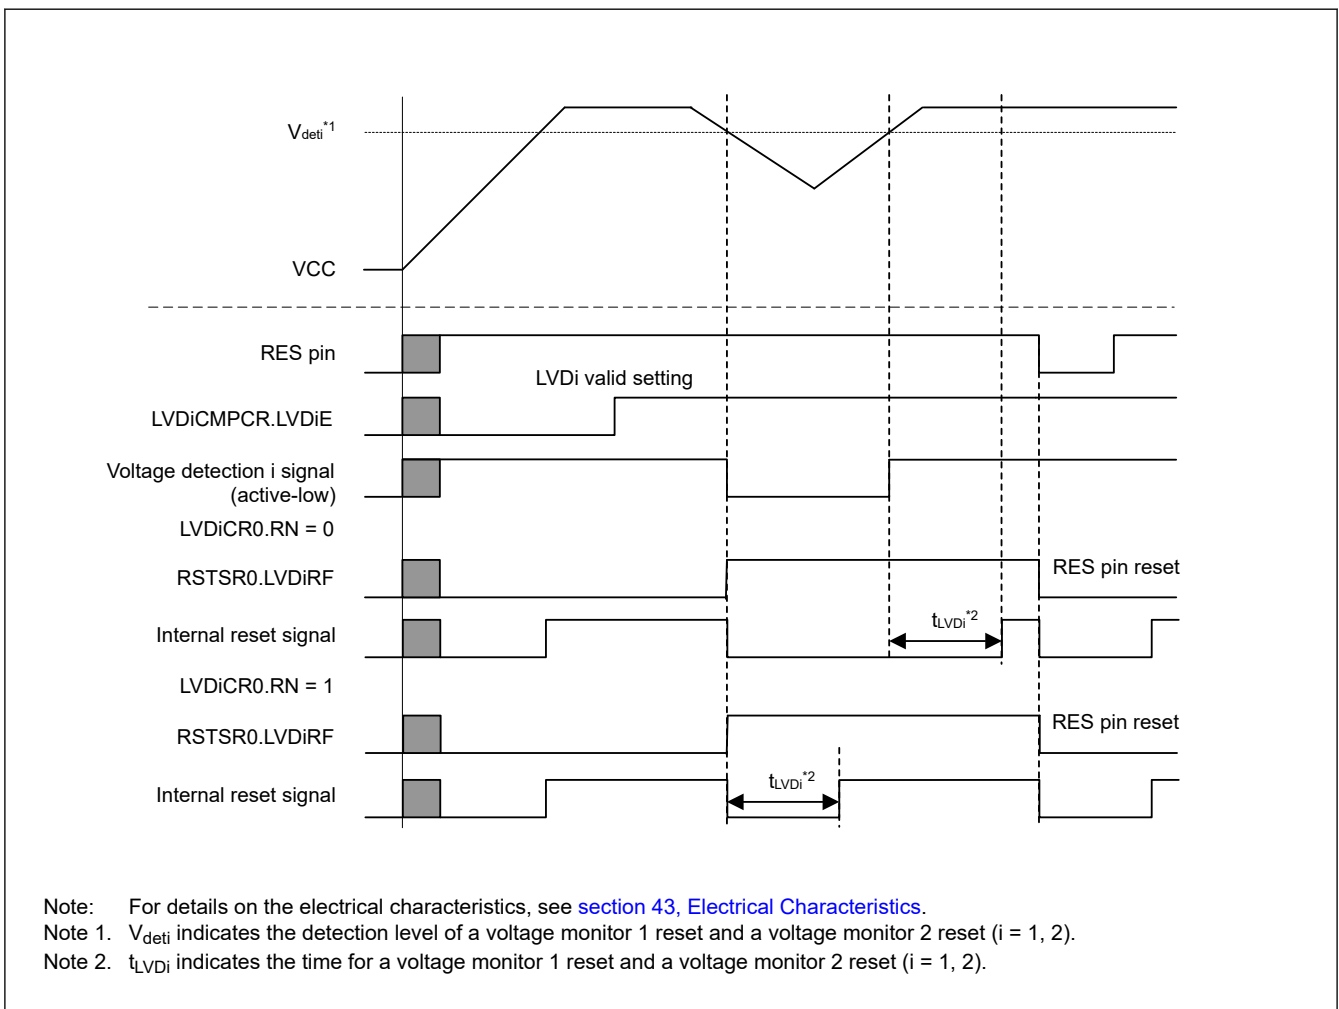 Vdeti*1
VCC
RES pin
LVDi valid setting
LVDiCMPCR.LVDiE
Voltage detection i signal
(active-low)
LVDiCR0.RN = 0
RSTSR0.LVDiRF
RES pin reset
Internal reset signal
tLVDi*2
LVDiCR0.RN = 1
RSTSR0.LVDiRF
RES pin reset
Internal reset signal
tLVDi*2
Note: For details on the electrical characteristics, see section 43, Electrical Characteristics.
Note 1. Vdeti indicates the detection level of a voltage monitor 1 reset and a voltage monitor 2 reset (i = 1, 2).
Note 2. tLVDi indicates the time for a voltage monitor 1 reset and a voltage monitor 2 reset (i = 1, 2).